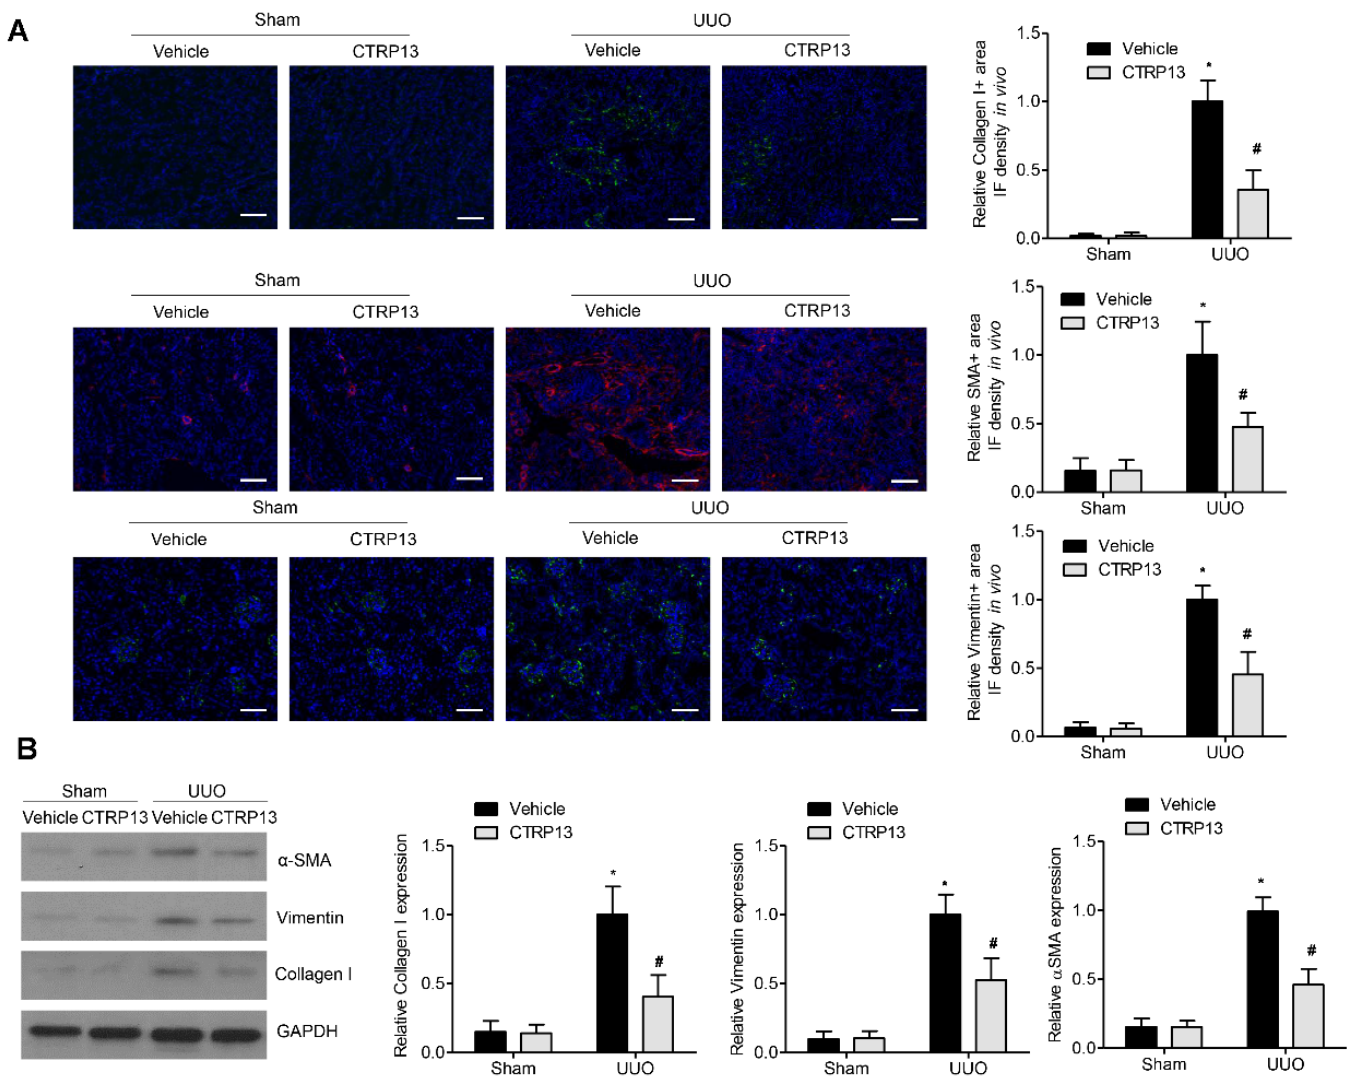 A
Sham
UUO
Vehicle
CTRP13
Vehicle
CTRP13
Relative Collagen I+ area
IF density in vivo
1.5
1.0
0.5
0.0
Vehicle
CTRP13
*
#
Sham
UUO
Sham
UUO
Vehicle
CTRP13
Vehicle
CTRP13
Relative SMA+ area
IF density in vivo
1.5
1.0
0.5
0.0
Vehicle
CTRP13
*
#
Sham
UUO
Sham
UUO
Vehicle
CTRP13
Vehicle
CTRP13
Relative Vimentin+ area
IF density in vivo
1.5
1.0
0.5
0.0
Vehicle
CTRP13
*
#
Sham
UUO
B
Sham
UUO
Vehicle CTRP13 Vehicle CTRP13
α-SMA
Vimentin
Collagen I
GAPDH
Relative Collagen I expression
1.5
1.0
0.5
0.0
Vehicle
CTRP13
*
#
Sham
UUO
Relative Vimentin expression
1.5
1.0
0.5
0.0
Vehicle
CTRP13
*
#
Sham
UUO
Relative αSMA expression
1.5
1.0
0.5
0.0
Vehicle
CTRP13
*
#
Sham
UUO